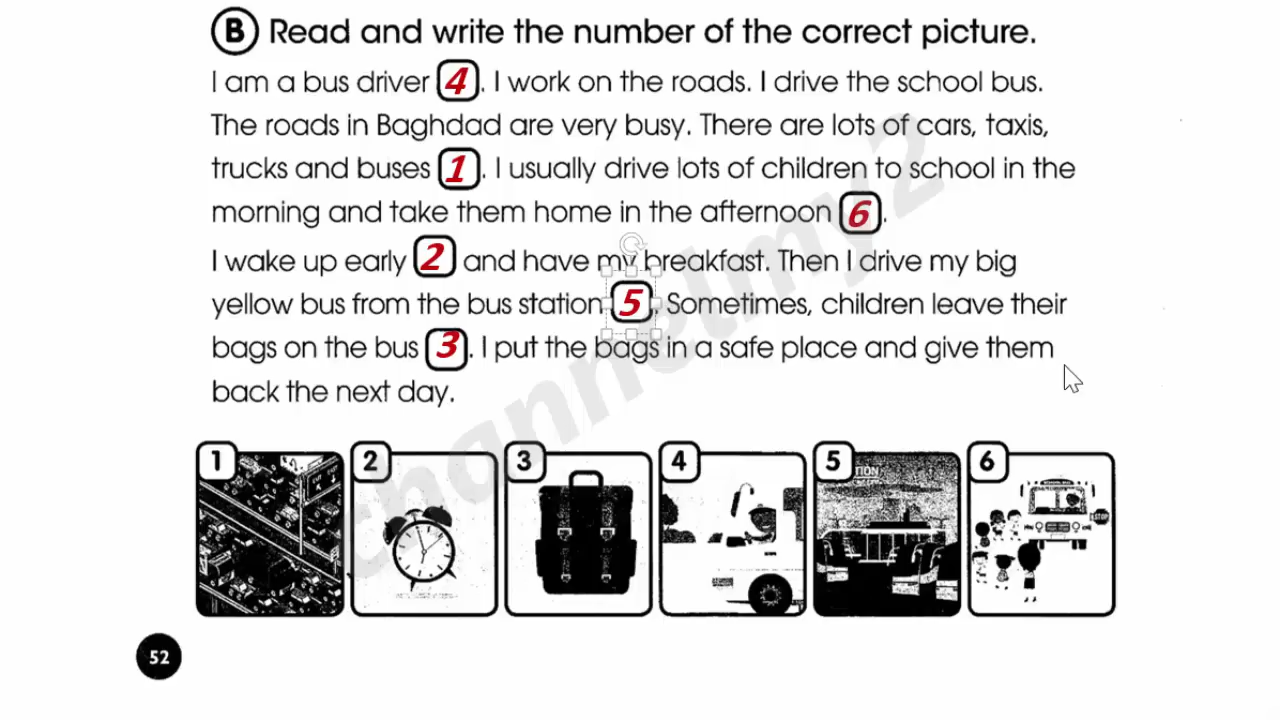 B Read and write the number of the correct picture.
I am a bus driver 4. I work on the roads. I drive the school bus.
The roads in Baghdad are very busy. There are lots of cars, taxis,
trucks and buses 1. I usually drive lots of children to school in the
morning and take them home in the afternoon 6.
I wake up early 2 and have my breakfast. Then I drive my big
yellow bus from the bus station 5. Sometimes, children leave their
bags on the bus 3. I put the bags in a safe place and give them
back the next day.
channelmy2
1 2 3 4 5 6
STOP
52